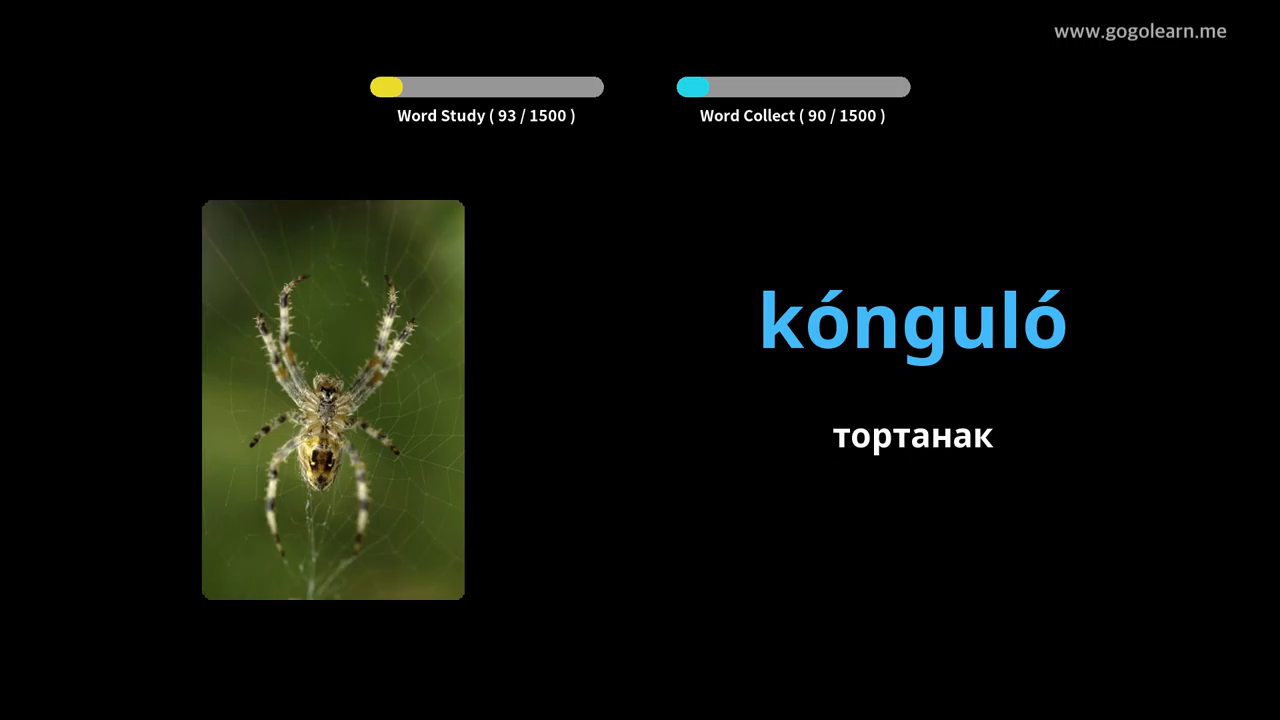 www.gogolearn.me
Word Study ( 93 / 1500 )
Word Collect ( 90 / 1500 )
kónguló
тортанак